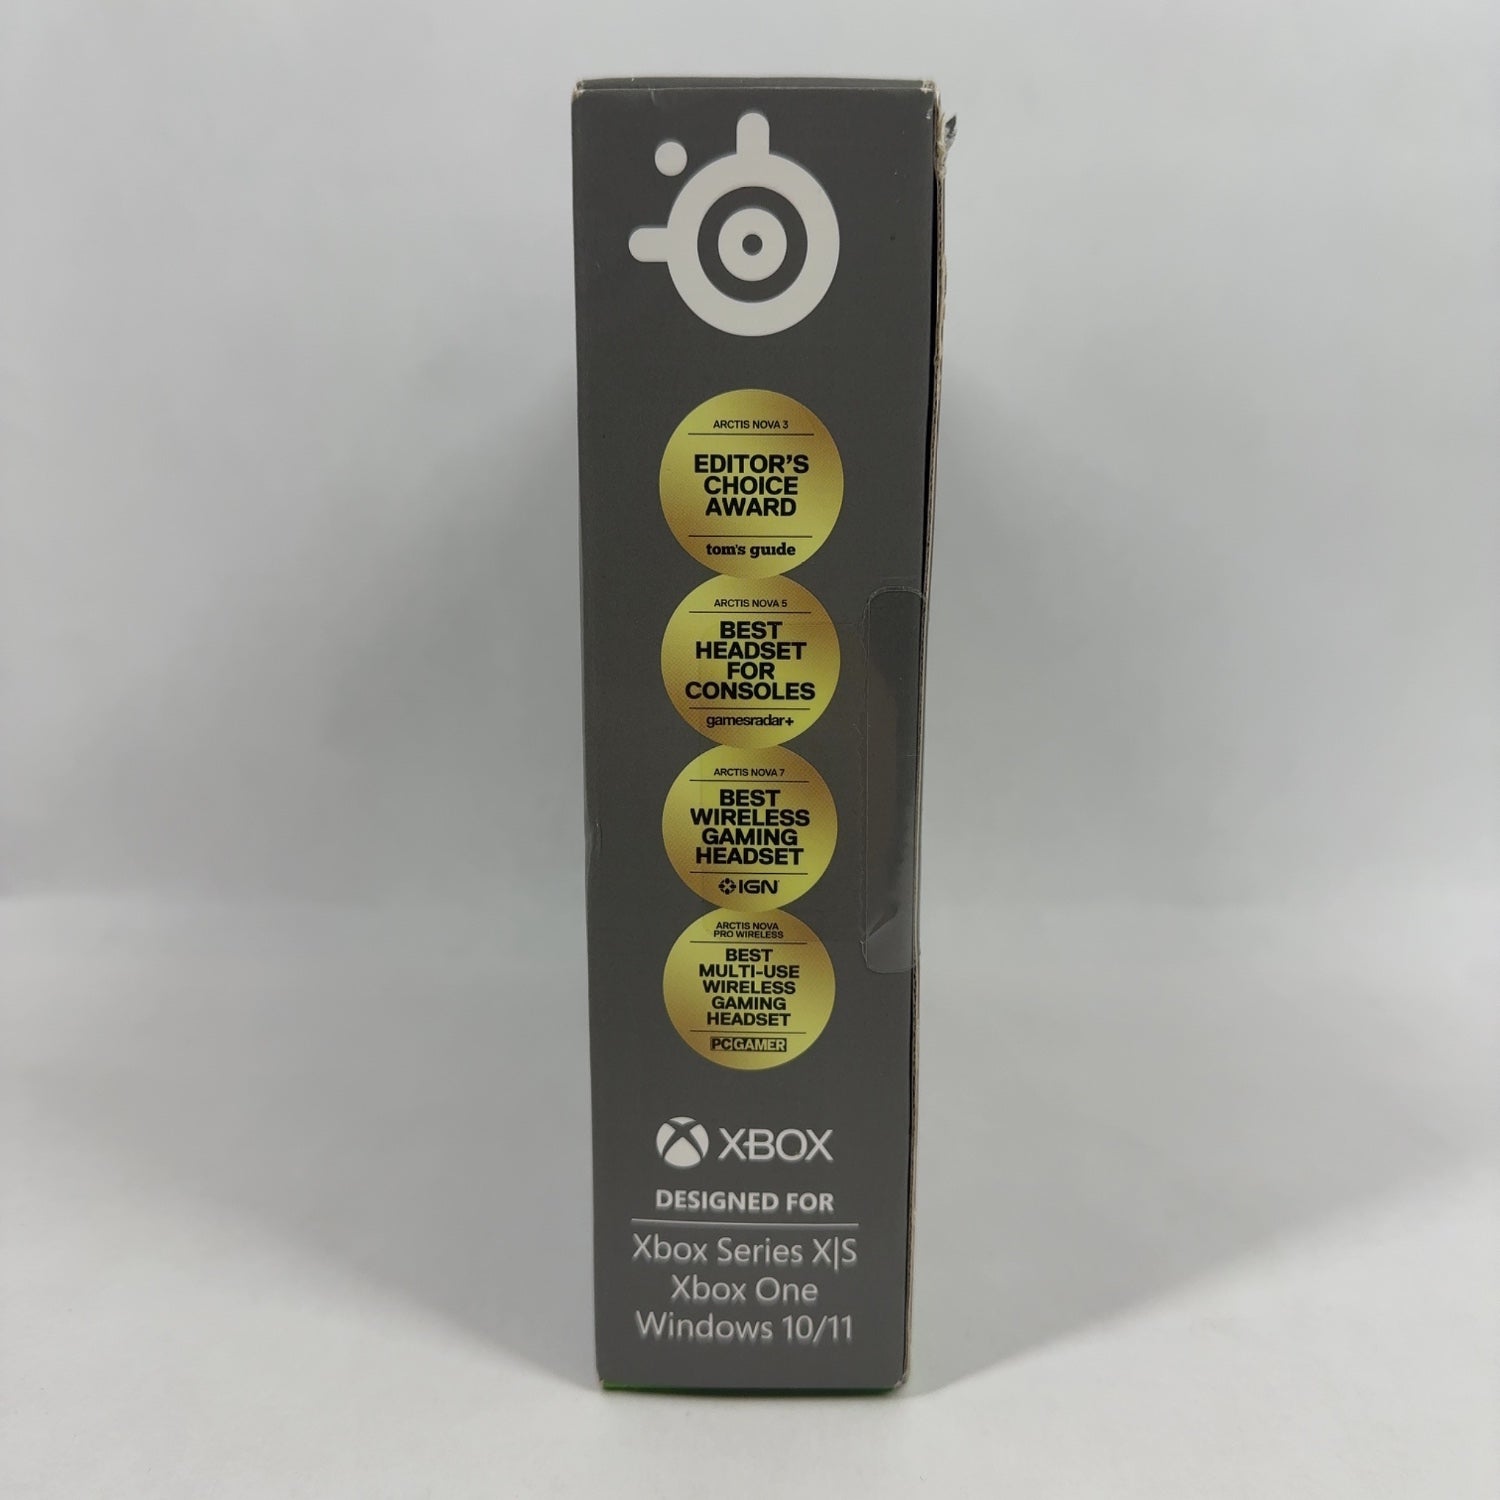 ARCTIS NOVA 3
EDITOR'S
CHOICE
AWARD
tom's guide
ARCTIS NOVA 5
BEST
HEADSET
FOR
CONSOLES
gamesradar+
ARCTIS NOVA 7
BEST
WIRELESS
GAMING
HEADSET
IGN
ARCTIS NOVA
PRO WIRELESS
BEST
MULTI-USE
WIRELESS
GAMING
HEADSET
PC GAMER
XBOX
DESIGNED FOR
Xbox Series X|S
Xbox One
Windows 10/11